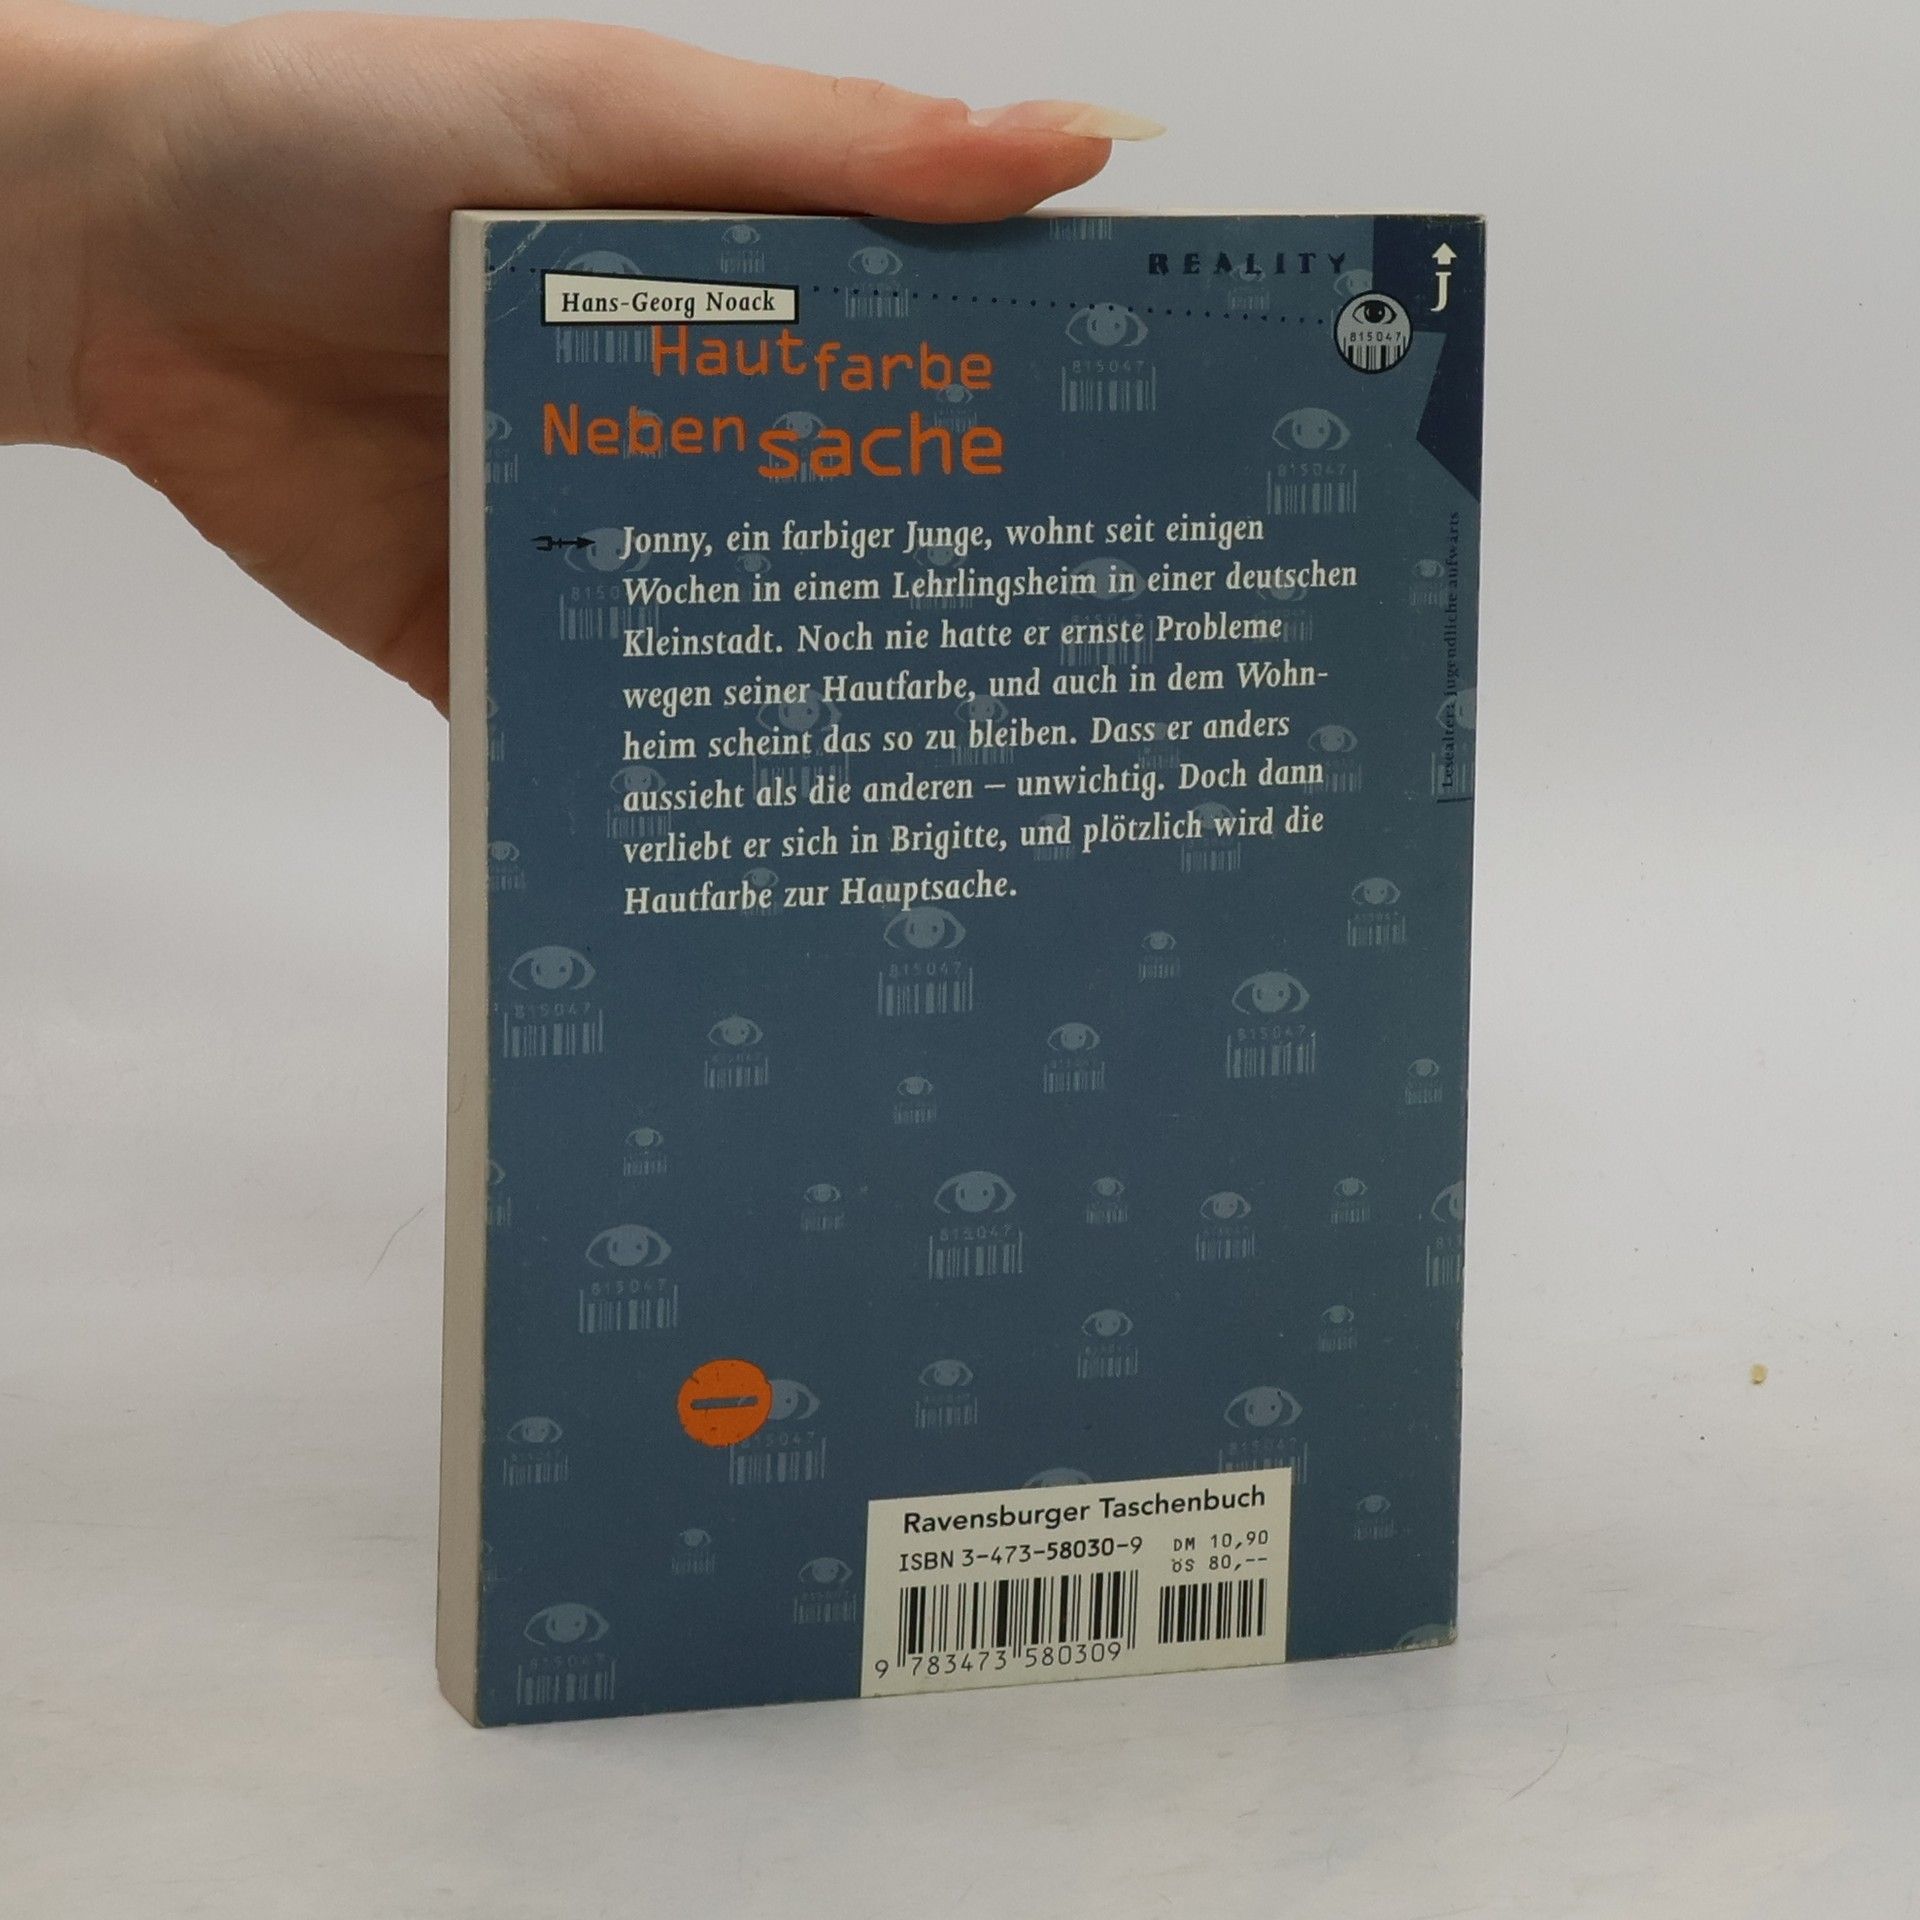 REALITY
J
Hans-Georg Noack
815047
Hautfarbe
Nebensache
Jonny, ein farbiger Junge, wohnt seit einigen
Wochen in einem Lehrlingsheim in einer deutschen
Kleinstadt. Noch nie hatte er ernste Probleme
wegen seiner Hautfarbe, und auch in dem Wohn-
heim scheint das so zu bleiben. Dass er anders
aussieht als die anderen – unwichtig. Doch dann
verliebt er sich in Brigitte, und plötzlich wird die
Hautfarbe zur Hauptsache.
Lesealter: Jugendliche aufwärts
Ravensburger Taschenbuch
ISBN 3-473-58030-9
DM 10,90
öS 80,--
9 783473 580309